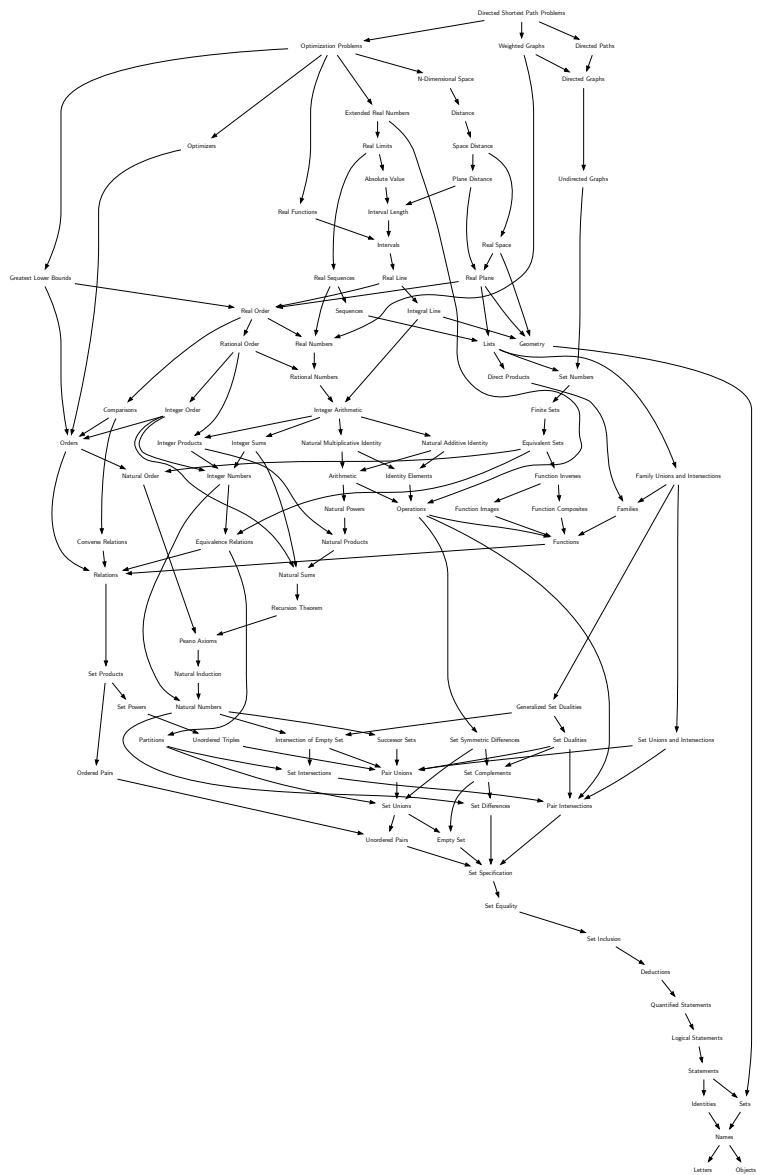 Directed Shortest Path Problems
Optimization Problems
Weighted Graphs
Directed Paths
N-Dimensional Space
Directed Graphs
Extended Real Numbers
Distance
Optimizers
Real Limits
Space Distance
Absolute Value
Plane Distance
Undirected Graphs
Real Functions
Interval Length
Intervals
Real Space
Greatest Lower Bounds
Real Sequences
Real Line
Real Plane
Real Order
Sequences
Integral Line
Rational Order
Real Numbers
Lists
Geometry
Rational Numbers
Direct Products
Set Numbers
Comparisons
Integer Order
Integer Arithmetic
Finite Sets
Orders
Integer Products
Integer Sums
Natural Multiplicative Identity
Natural Additive Identity
Equivalent Sets
Natural Order
Integer Numbers
Arithmetic
Identity Elements
Function Inverses
Family Unions and Intersections
Natural Powers
Operations
Function Images
Function Composites
Families
Converse Relations
Equivalence Relations
Natural Products
Functions
Relations
Natural Sums
Recursion Theorem
Peano Axioms
Set Products
Natural Induction
Set Powers
Natural Numbers
Generalized Set Dualities
Partitions
Unordered Triples
Intersection of Empty Set
Successor Sets
Set Symmetric Differences
Set Dualities
Set Unions and Intersections
Ordered Pairs
Set Intersections
Pair Unions
Set Complements
Set Unions
Set Differences
Pair Intersections
Unordered Pairs
Empty Set
Set Specification
Set Equality
Set Inclusion
Deductions
Quantified Statements
Logical Statements
Statements
Identities
Sets
Names
Letters
Objects